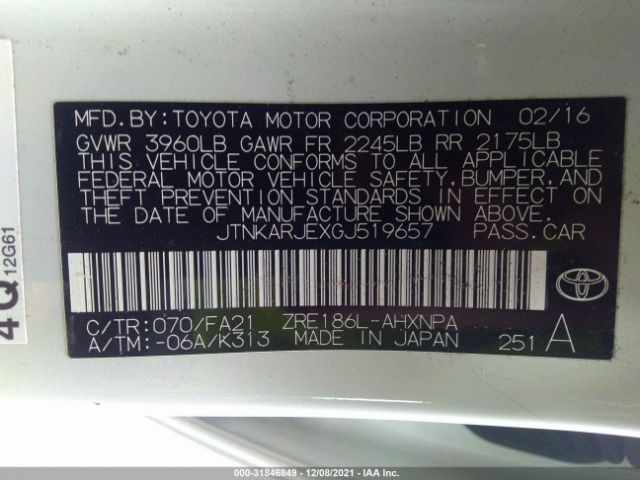 MFD.BY:TOYOTA MOTOR CORPORATION 02/16
GVWR 3960LB GAWR FR 2245LB RR 2175LB
THIS VEHICLE CONFORMS TO ALL APPLICABLE
FEDERAL MOTOR VEHICLE SAFETY,BUMPER,AND
THEFT PREVENTION STANDARDS IN EFFECT ON
THE DATE OF MANUFACTURE SHOWN ABOVE.
JTNKARJEXGJ519657 PASS.CAR
C/TR:070/FA21 ZRE186L-AHXNPA
A/TM:-06A/K313 MADE IN JAPAN 251 A
4Q 12G61
000-31846849 | 12/08/2021 - IAA Inc.